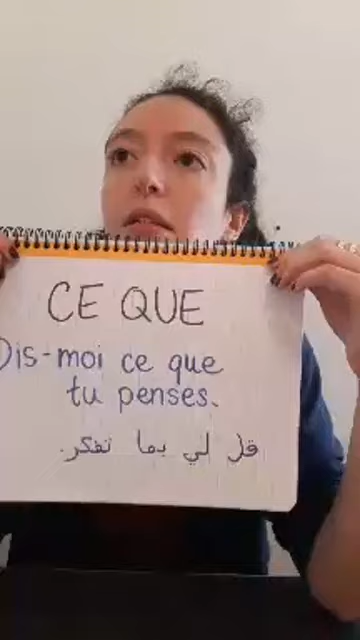 CE QUE
Dis-moi ce que
tu penses.
قل لي بما تفكر.